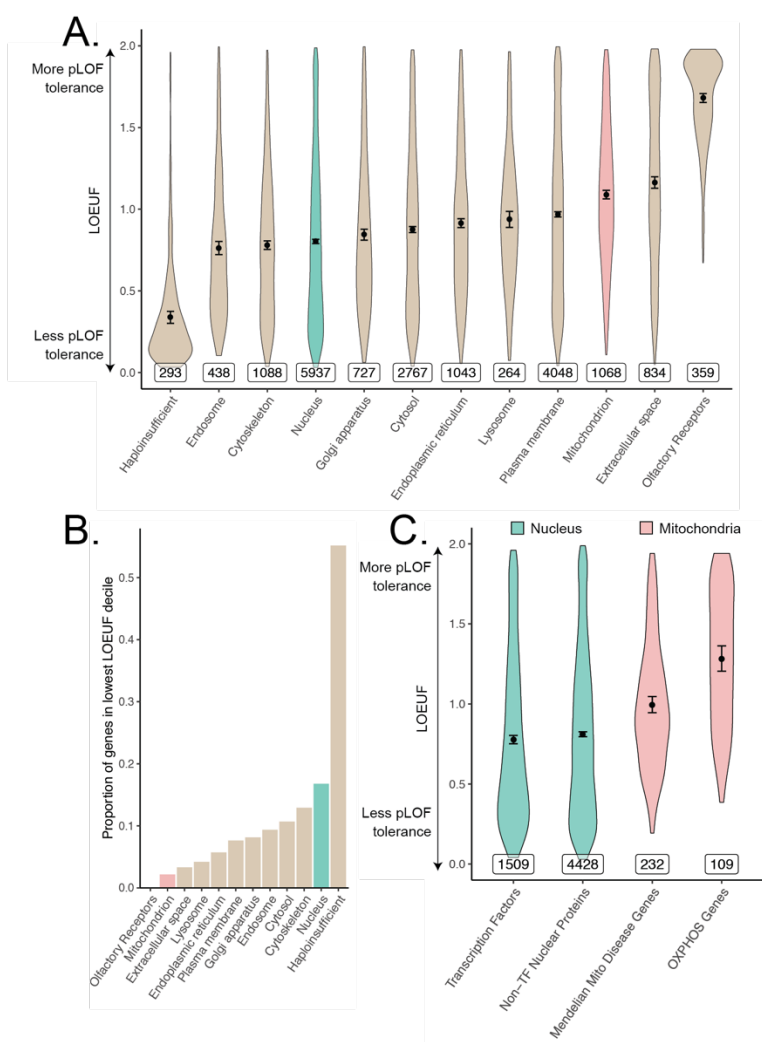 A.
2.0
More pLOF
tolerance
1.5
LOEUF
1.0
0.5
Less pLOF
tolerance
0.0
293 438 1088 5937 727 2767 1043 264 4048 1068 834 359
Haploinsufficient
Endosome
Cytoskeleton
Nucleus
Golgi apparatus
Cytosol
Endoplasmic reticulum
Lysosome
Plasma membrane
Mitochondrion
Extracellular space
Olfactory Receptors
B.
Proportion of genes in lowest LOEUF decile
0.5
0.4
0.3
0.2
0.1
0.0
Olfactory Receptors
Mitochondrion
Extracellular space
Lysosome
Endoplasmic reticulum
Plasma membrane
Golgi apparatus
Endosome
Cytosol
Cytoskeleton
Nucleus
Haploinsufficient
C.
Nucleus Mitochondria
2.0
More pLOF
tolerance
1.5
LOEUF
1.0
0.5
Less pLOF
tolerance
0.0
1509 4428 232 109
Transcription Factors
Non-TF Nuclear Proteins
Mendelian Mito Disease Genes
OXPHOS Genes